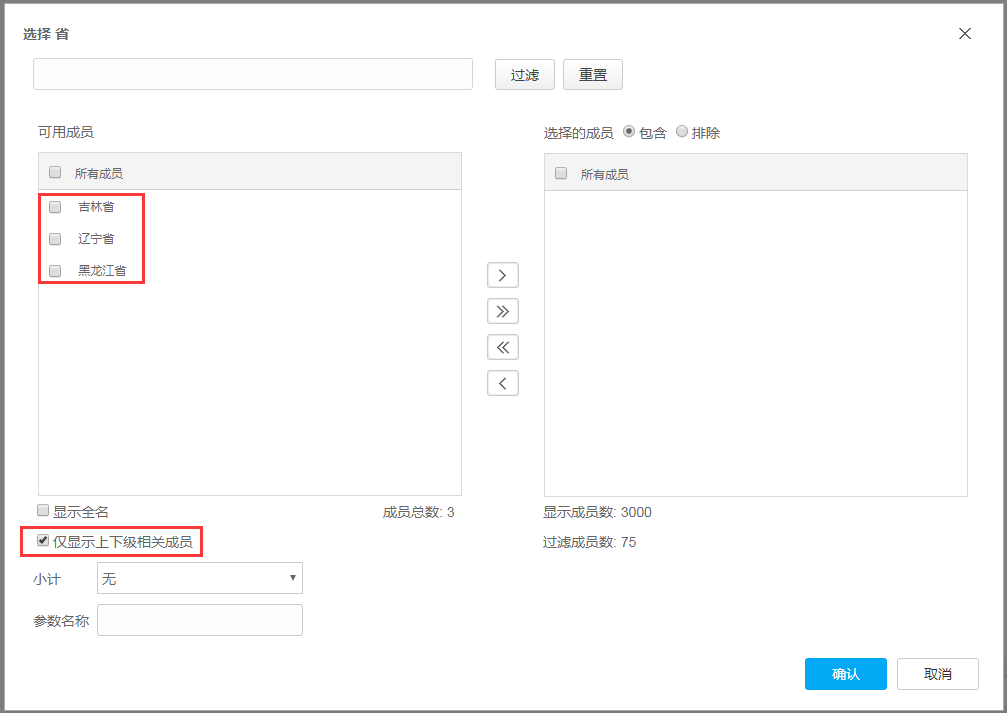 选择 省
过滤 重置
可用成员
选择的成员 包含 排除
所有成员
所有成员
吉林省
辽宁省
黑龙江省
显示全名
成员总数: 3
显示成员数: 3000
仅显示上下级相关成员
过滤成员数: 75
小计 无
参数名称
确认 取消